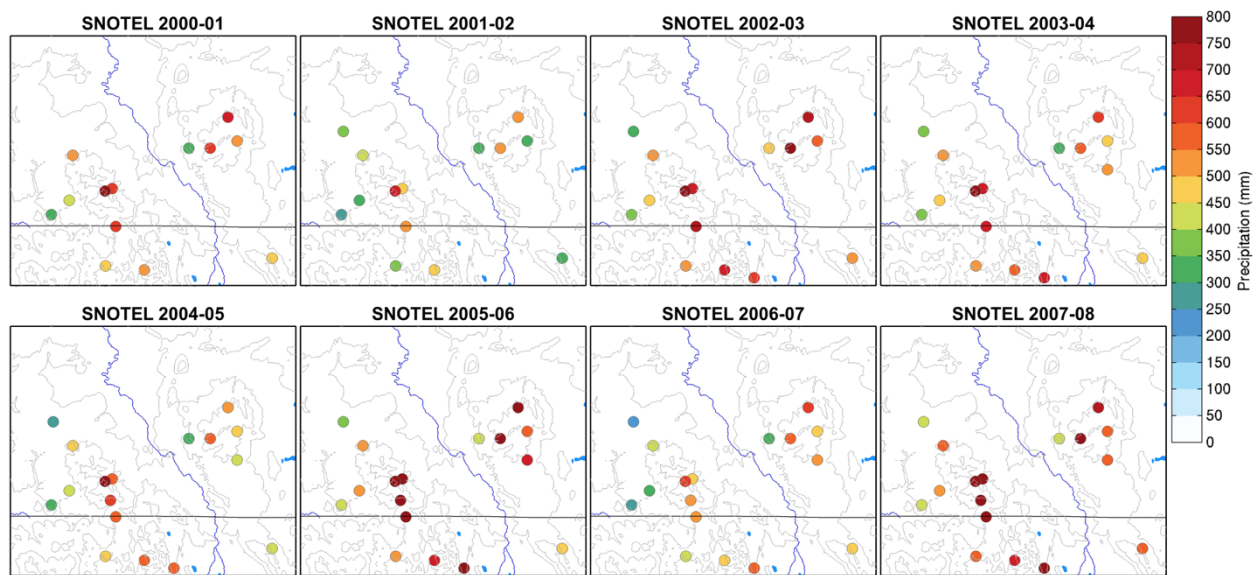 SNOTEL 2000-01
SNOTEL 2001-02
SNOTEL 2002-03
SNOTEL 2003-04
800
750
700
650
600
550
500
450
400
350
300
250
200
150
100
50
0
Precipitation (mm)
SNOTEL 2004-05
SNOTEL 2005-06
SNOTEL 2006-07
SNOTEL 2007-08